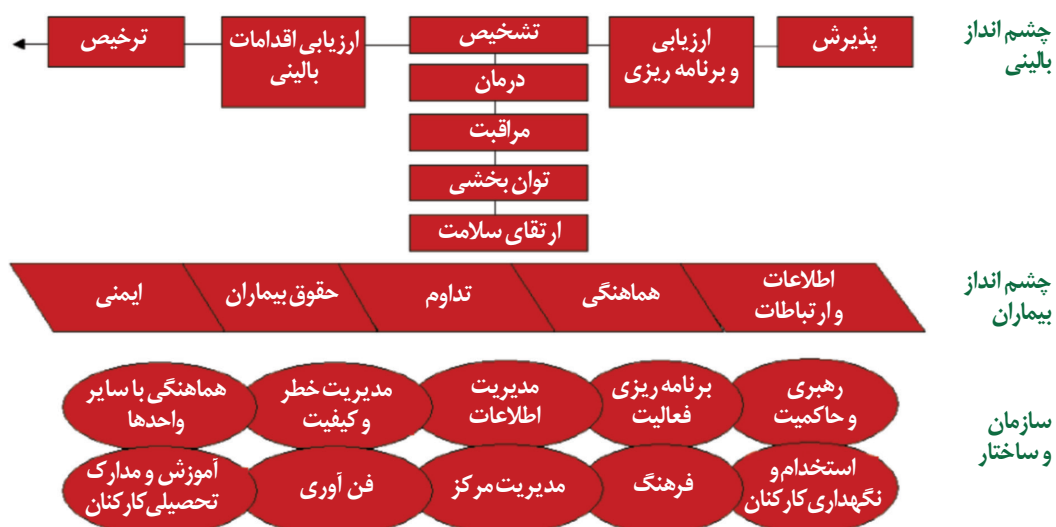 چشم انداز
بالینی
پذیرش
ارزیابی
و برنامه ریزی
تشخیص
درمان
مراقبت
توان بخشی
ارتقای سلامت
ارزیابی اقدامات
بالینی
ترخیص
چشم انداز
بیماران
اطلاعات
و ارتباطات
هماهنگی
تداوم
حقوق بیماران
ایمنی
سازمان
و ساختار
رهبری
و حاکمیت
برنامه ریزی
فعالیت
مدیریت
اطلاعات
مدیریت خطر
و کیفیت
هماهنگی با سایر
واحدها
استخدام و
نگهداری کارکنان
فرهنگ
مدیریت مرکز
فن آوری
آموزش و مدارک
تحصیلی کارکنان